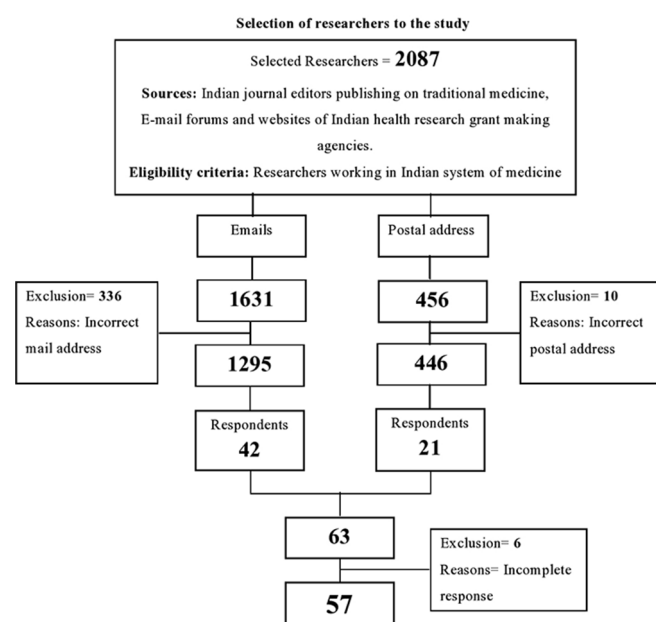 Selection of researchers to the study
Selected Researchers = 2087
Sources: Indian journal editors publishing on traditional medicine,
E-mail forums and websites of Indian health research grant making
agencies.
Eligibility criteria: Researchers working in Indian system of medicine
Emails
Postal address
Exclusion= 336
Reasons: Incorrect
mail address
1631
456
Exclusion= 10
Reasons: Incorrect
postal address
1295
446
Respondents
42
Respondents
21
63
Exclusion= 6
Reasons= Incomplete
response
57